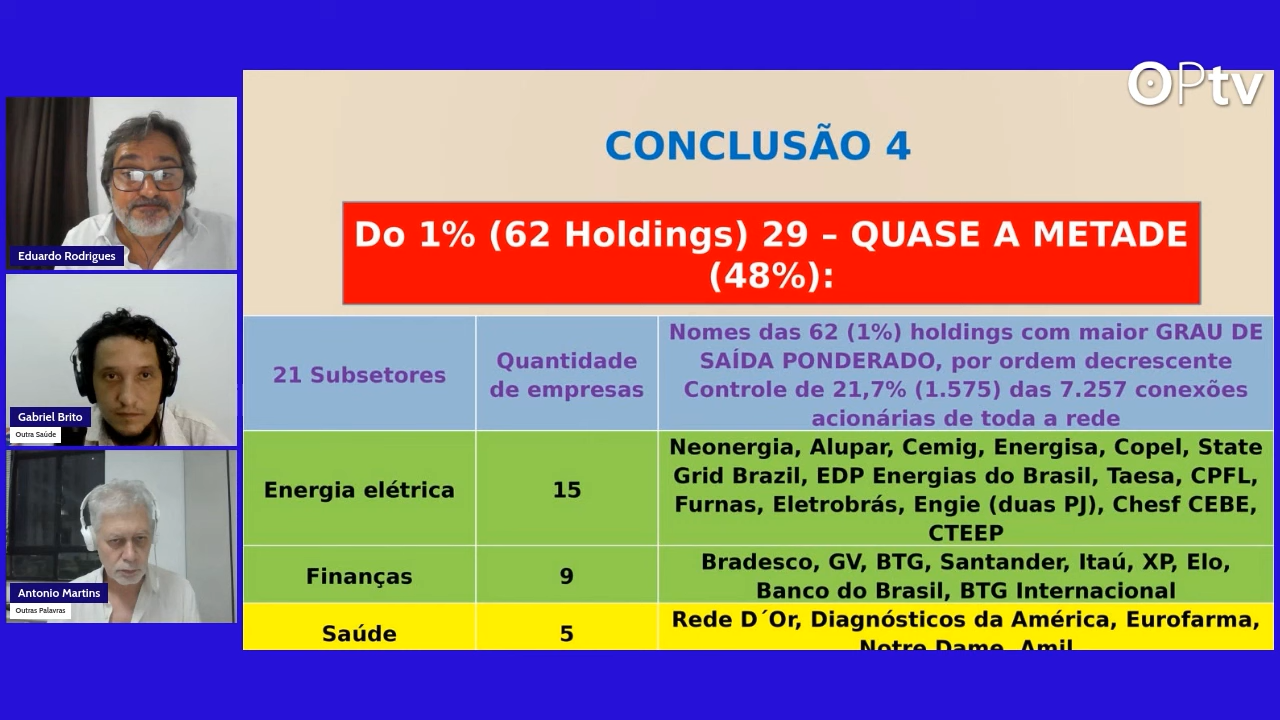 OPtv
Eduardo Rodrigues
Gabriel Brito
Outra Saúde
Antonio Martins
Outras Palavras
CONCLUSÃO 4
Do 1% (62 Holdings) 29 – QUASE A METADE
(48%):
21 Subsetores
Quantidade
de empresas
Nomes das 62 (1%) holdings com maior GRAU DE
SAÍDA PONDERADO, por ordem decrescente
Controle de 21,7% (1.575) das 7.257 conexões
acionárias de toda a rede
Energia elétrica
15
Neonergia, Alupar, Cemig, Energisa, Copel, State
Grid Brazil, EDP Energias do Brasil, Taesa, CPFL,
Furnas, Eletrobrás, Engie (duas PJ), Chesf CEBE,
CTEEP
Finanças
9
Bradesco, GV, BTG, Santander, Itaú, XP, Elo,
Banco do Brasil, BTG Internacional
Saúde
5
Rede D´Or, Diagnósticos da América, Eurofarma,
Notre Dame, Amil